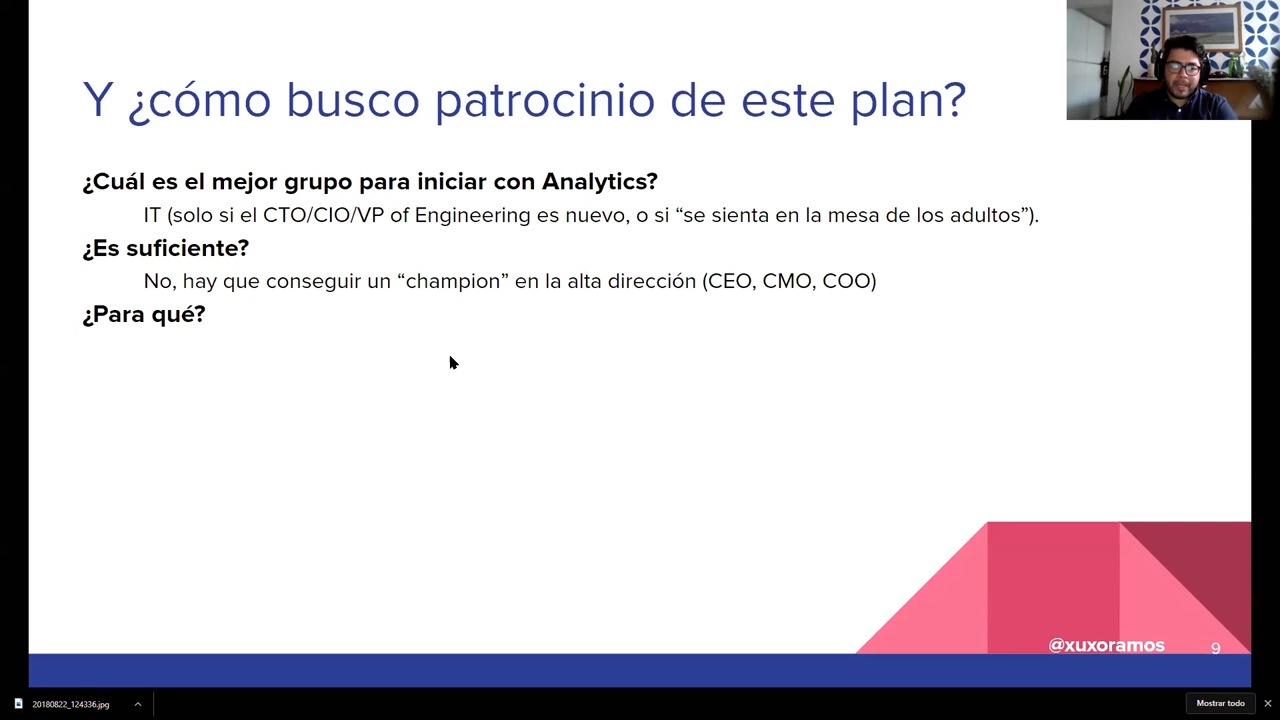 Y ¿cómo busco patrocinio de este plan?
¿Cuál es el mejor grupo para iniciar con Analytics?
IT (solo si el CTO/CIO/VP of Engineering es nuevo, o si “se sienta en la mesa de los adultos”).
¿Es suficiente?
No, hay que conseguir un “champion” en la alta dirección (CEO, CMO, COO)
¿Para qué?
@xuxoramos
9
20180822_124336.jpg
Mostrar todo